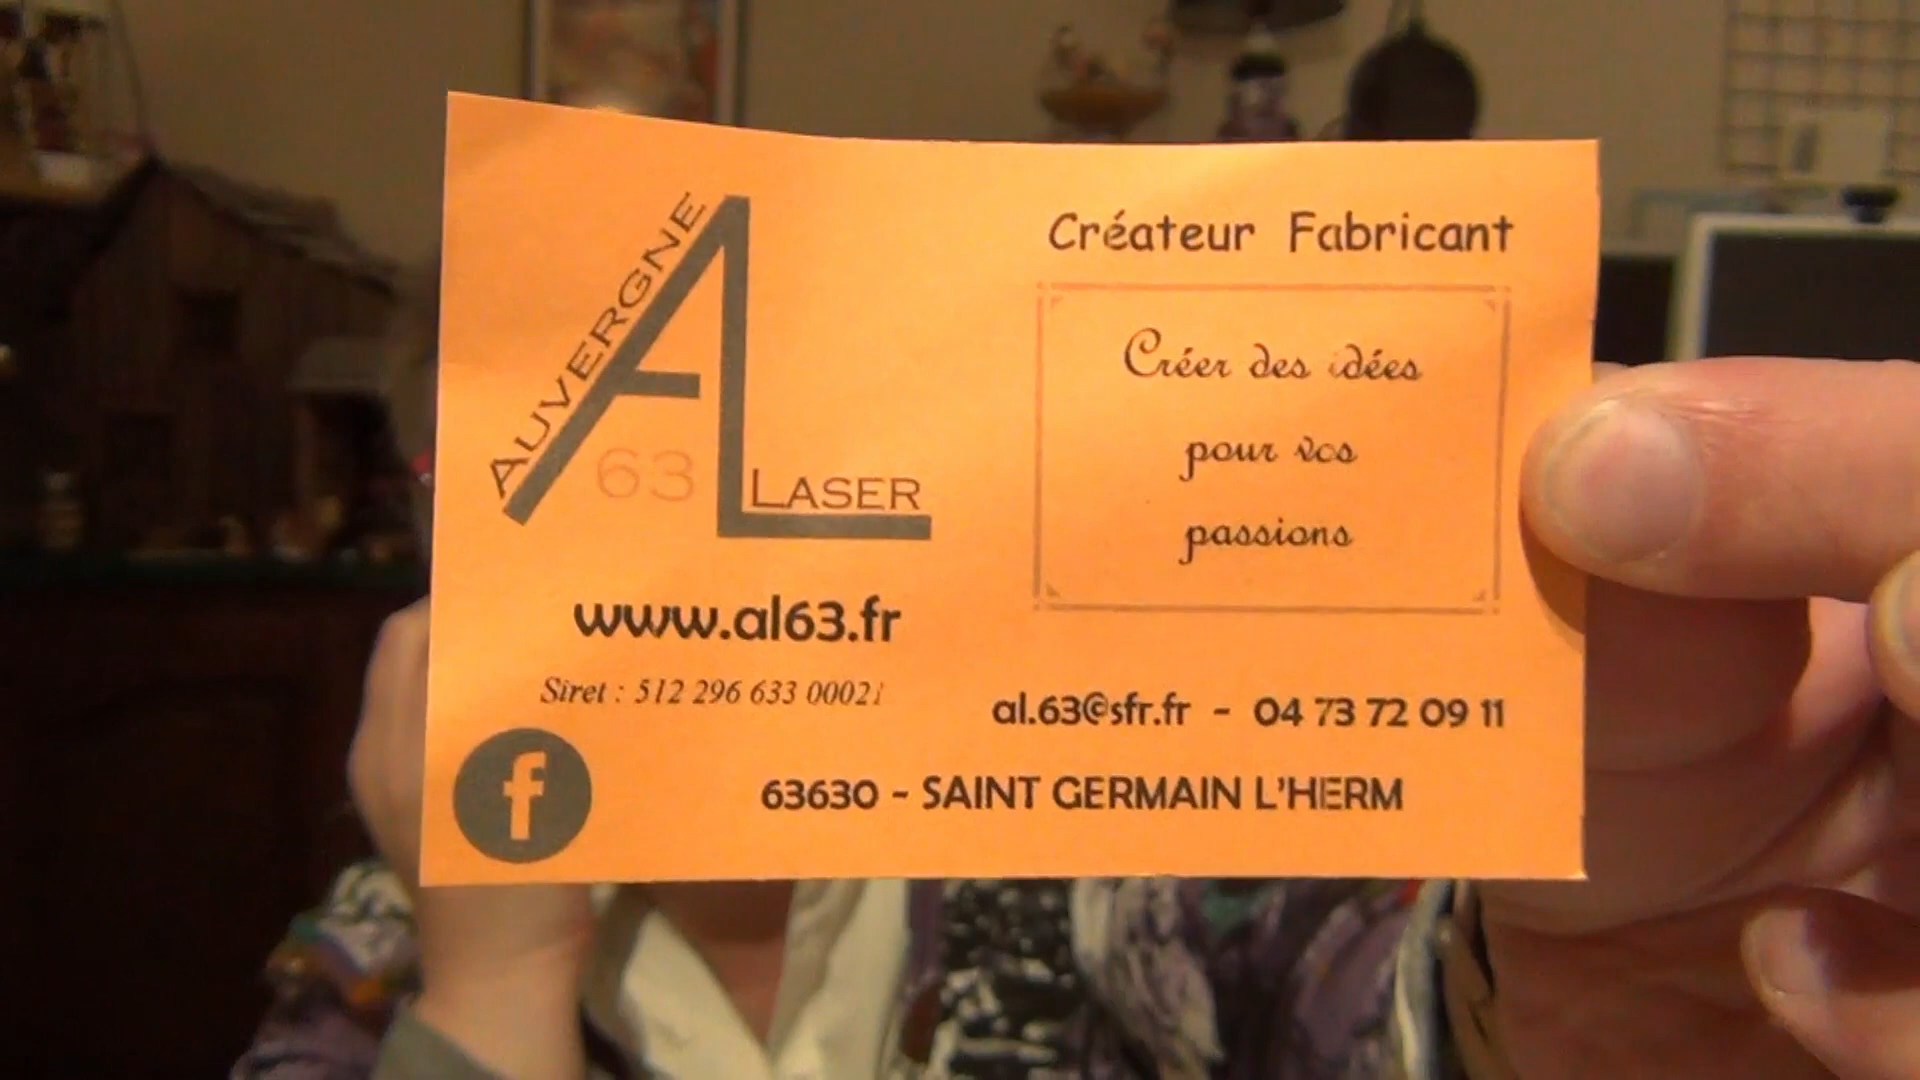 AUVERGNE
AL
63
LASER
www.al63.fr
Siret : 512 296 633 00021
f
Créateur Fabricant
Créer des idées
pour vos
passions
al.63@sfr.fr - 04 73 72 09 11
63630 - SAINT GERMAIN L'HERM